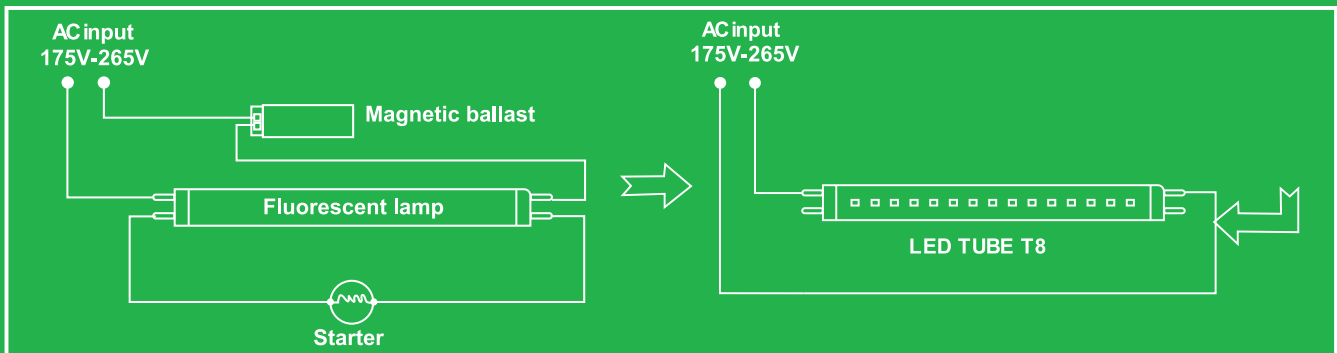 AC input
175V-265V
Magnetic ballast
Fluorescent lamp
Starter
AC input
175V-265V
LED TUBE T8